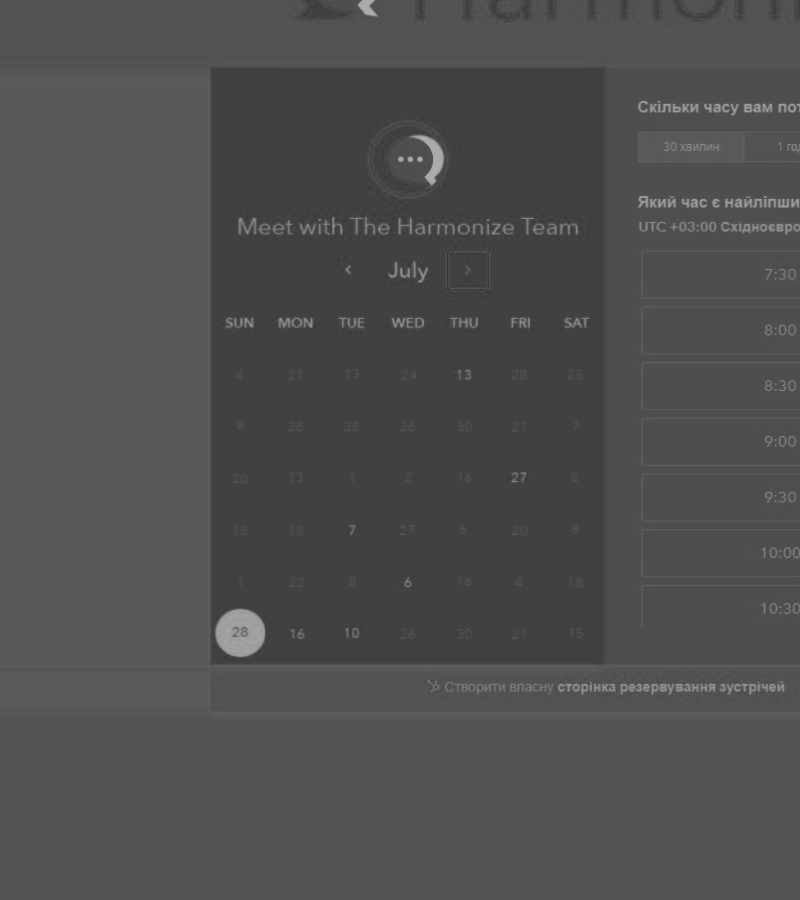 Harmoni
Meet with The Harmonize Team
July
SUN MON TUE WED THU FRI SAT
4 21 13 24 13 28 25
8 28 28 26 30 21 7
20 13 1 2 16 27 5
18 18 7 27 6 20 8
1 22 8 6 16 4 18
28 16 10 26 30 21 15
Скільки часу вам пот
30 хвилин 1 год
Який час є найліпши
UTC +03:00 Східноєвро
7:30
8:00
8:30
9:00
9:30
10:00
10:30
Створити власну сторінка резервування зустрічей